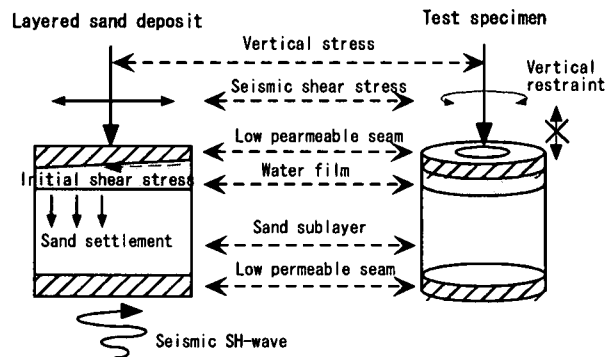 Layered sand deposit
Test specimen
Vertical stress
Vertical
restraint
Seismic shear stress
Low pearmeable seam
Initial shear stress
Water film
Sand settlement
Sand sublayer
Low permeable seam
Seismic SH-wave